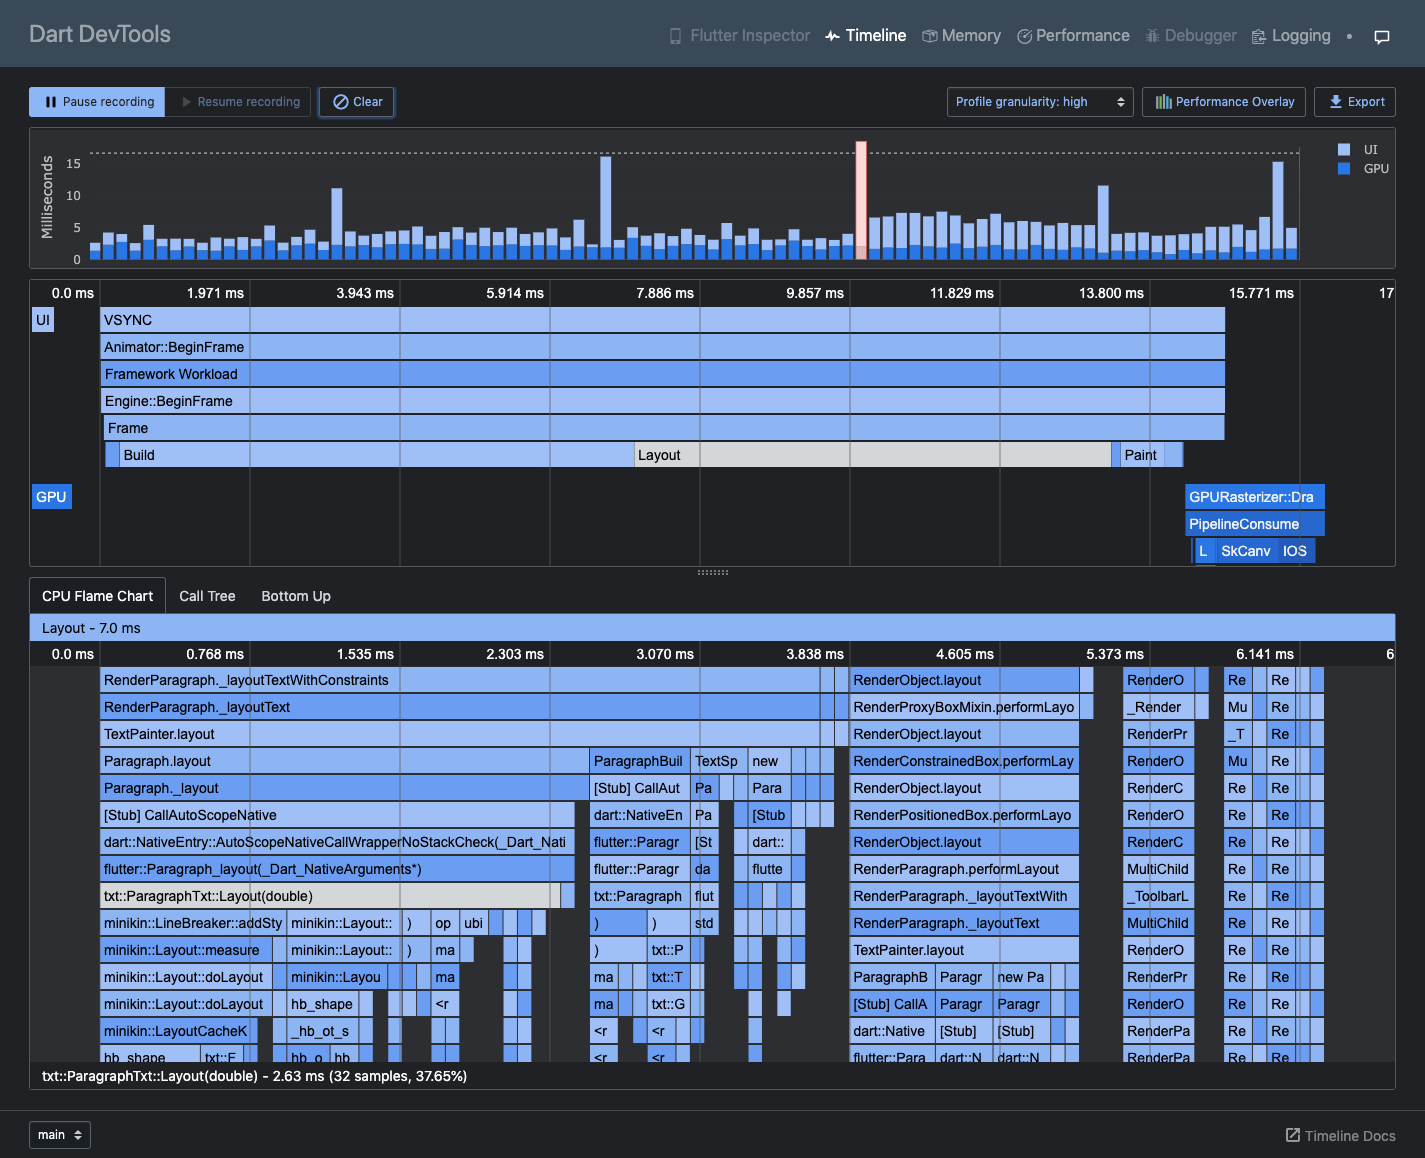 Dart DevTools
Flutter Inspector Timeline Memory Performance Debugger Logging
Pause recording Resume recording Clear Profile granularity: high Performance Overlay Export
Milliseconds
15
10
5
0
UI
GPU
0.0 ms 1.971 ms 3.943 ms 5.914 ms 7.886 ms 9.857 ms 11.829 ms 13.800 ms 15.771 ms 17
UI VSYNC
Animator::BeginFrame
Framework Workload
Engine::BeginFrame
Frame
Build Layout Paint
GPU GPURasterizer::Dra
PipelineConsume
L SkCanv IOS
CPU Flame Chart Call Tree Bottom Up
Layout - 7.0 ms
0.0 ms 0.768 ms 1.535 ms 2.303 ms 3.070 ms 3.838 ms 4.605 ms 5.373 ms 6.141 ms 6
RenderParagraph._layoutTextWithConstraints RenderObject.layout RenderO Re Re
RenderParagraph._layoutText RenderProxyBoxMixin.performLayo _Render Mu Re
TextPainter.layout RenderObject.layout RenderPr _T Re
Paragraph.layout ParagraphBuil TextSp new RenderConstrainedBox.performLay RenderO Mu Re
Paragraph._layout [Stub] CallAut Pa Para RenderObject.layout RenderC Re Re
[Stub] CallAutoScopeNative dart::NativeEn Pa [Stub RenderPositionedBox.performLayo RenderO Re Re
dart::NativeEntry::AutoScopeNativeCallWrapperNoStackCheck(_Dart_Nati flutter::Paragr [St dart:: RenderObject.layout RenderC Re Re
flutter::Paragraph_layout(_Dart_NativeArguments*) flutter::Paragr da flutte RenderParagraph.performLayout MultiChild Re Re
txt::ParagraphTxt::Layout(double) txt::Paragraph flut RenderParagraph._layoutTextWith _ToolbarL Re Re
minikin::LineBreaker::addSty minikin::Layout:: ) op ubi ) ) std RenderParagraph._layoutText MultiChild Re Re
minikin::Layout::measure minikin::Layout:: ) ma ) txt::P TextPainter.layout RenderO Re Re
minikin::Layout::doLayout minikin::Layou ma ma txt::T ParagraphB Paragr new Pa RenderPr Re Re
minikin::Layout::doLayout hb_shape <r ma txt::G [Stub] CallA Paragr Paragr RenderO Re Re
minikin::LayoutCacheK _hb_ot_s <r <r dart::Native [Stub] [Stub] RenderPa Re Re
hb_shape txt::F hb_o hb <r <r flutter::Para dart::N dart::N RenderPa Re Re
txt::ParagraphTxt::Layout(double) - 2.63 ms (32 samples, 37.65%)
main Timeline Docs